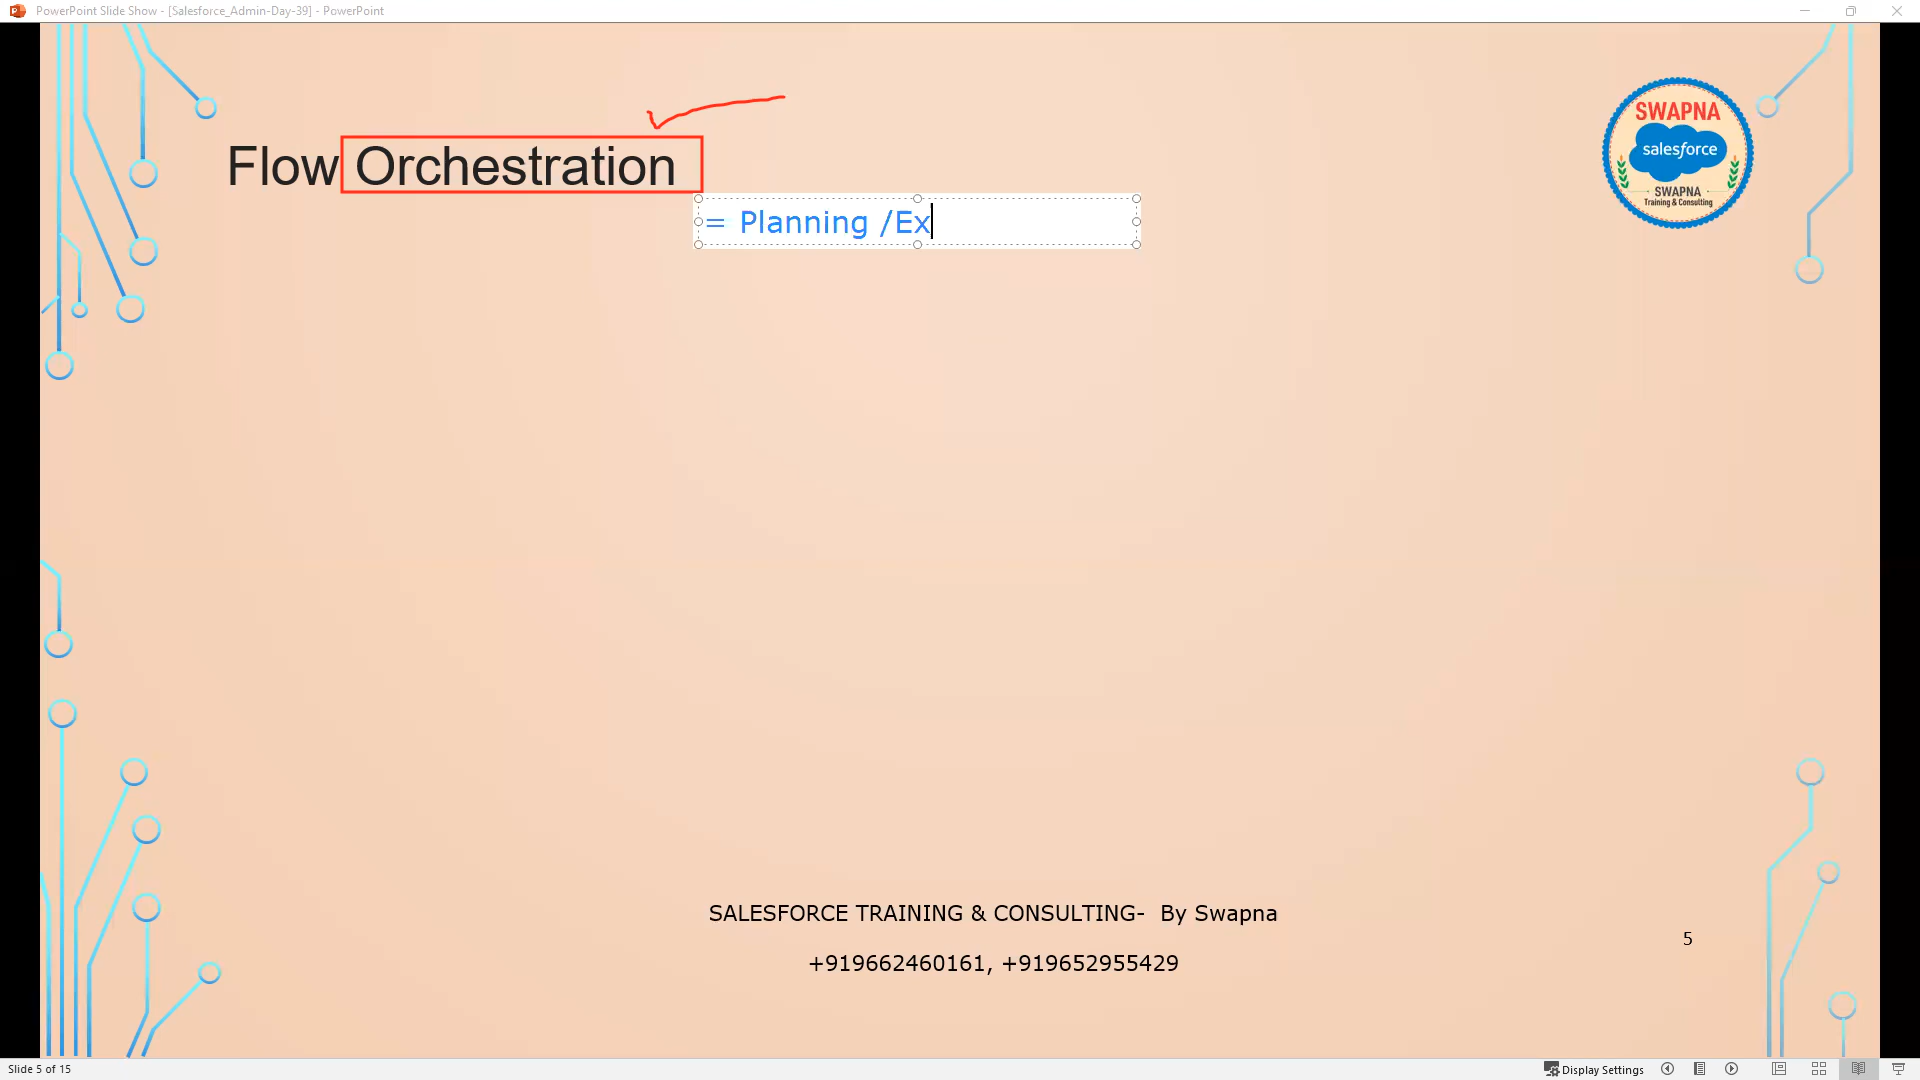 PowerPoint Slide Show - [Salesforce_Admin-Day-39] - PowerPoint
Flow Orchestration
= Planning /Ex
SWAPNA
salesforce
SWAPNA
Training & Consulting
SALESFORCE TRAINING & CONSULTING- By Swapna
+919662460161, +919652955429
5
Slide 5 of 15
Display Settings